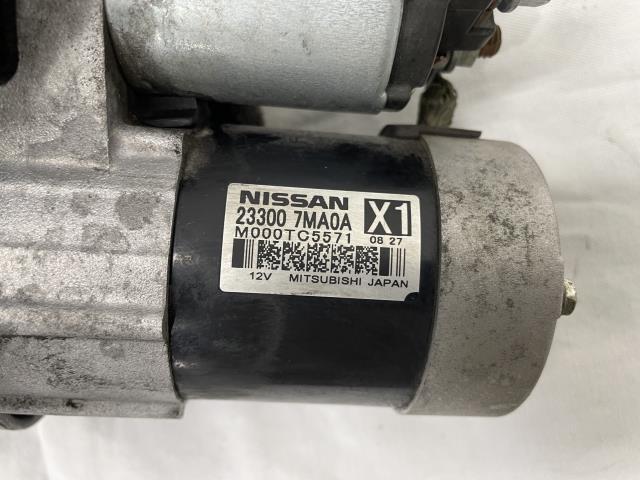 NISSAN
23300 7MA0A X1
M000TC5571 08 27
12V MITSUBISHI JAPAN